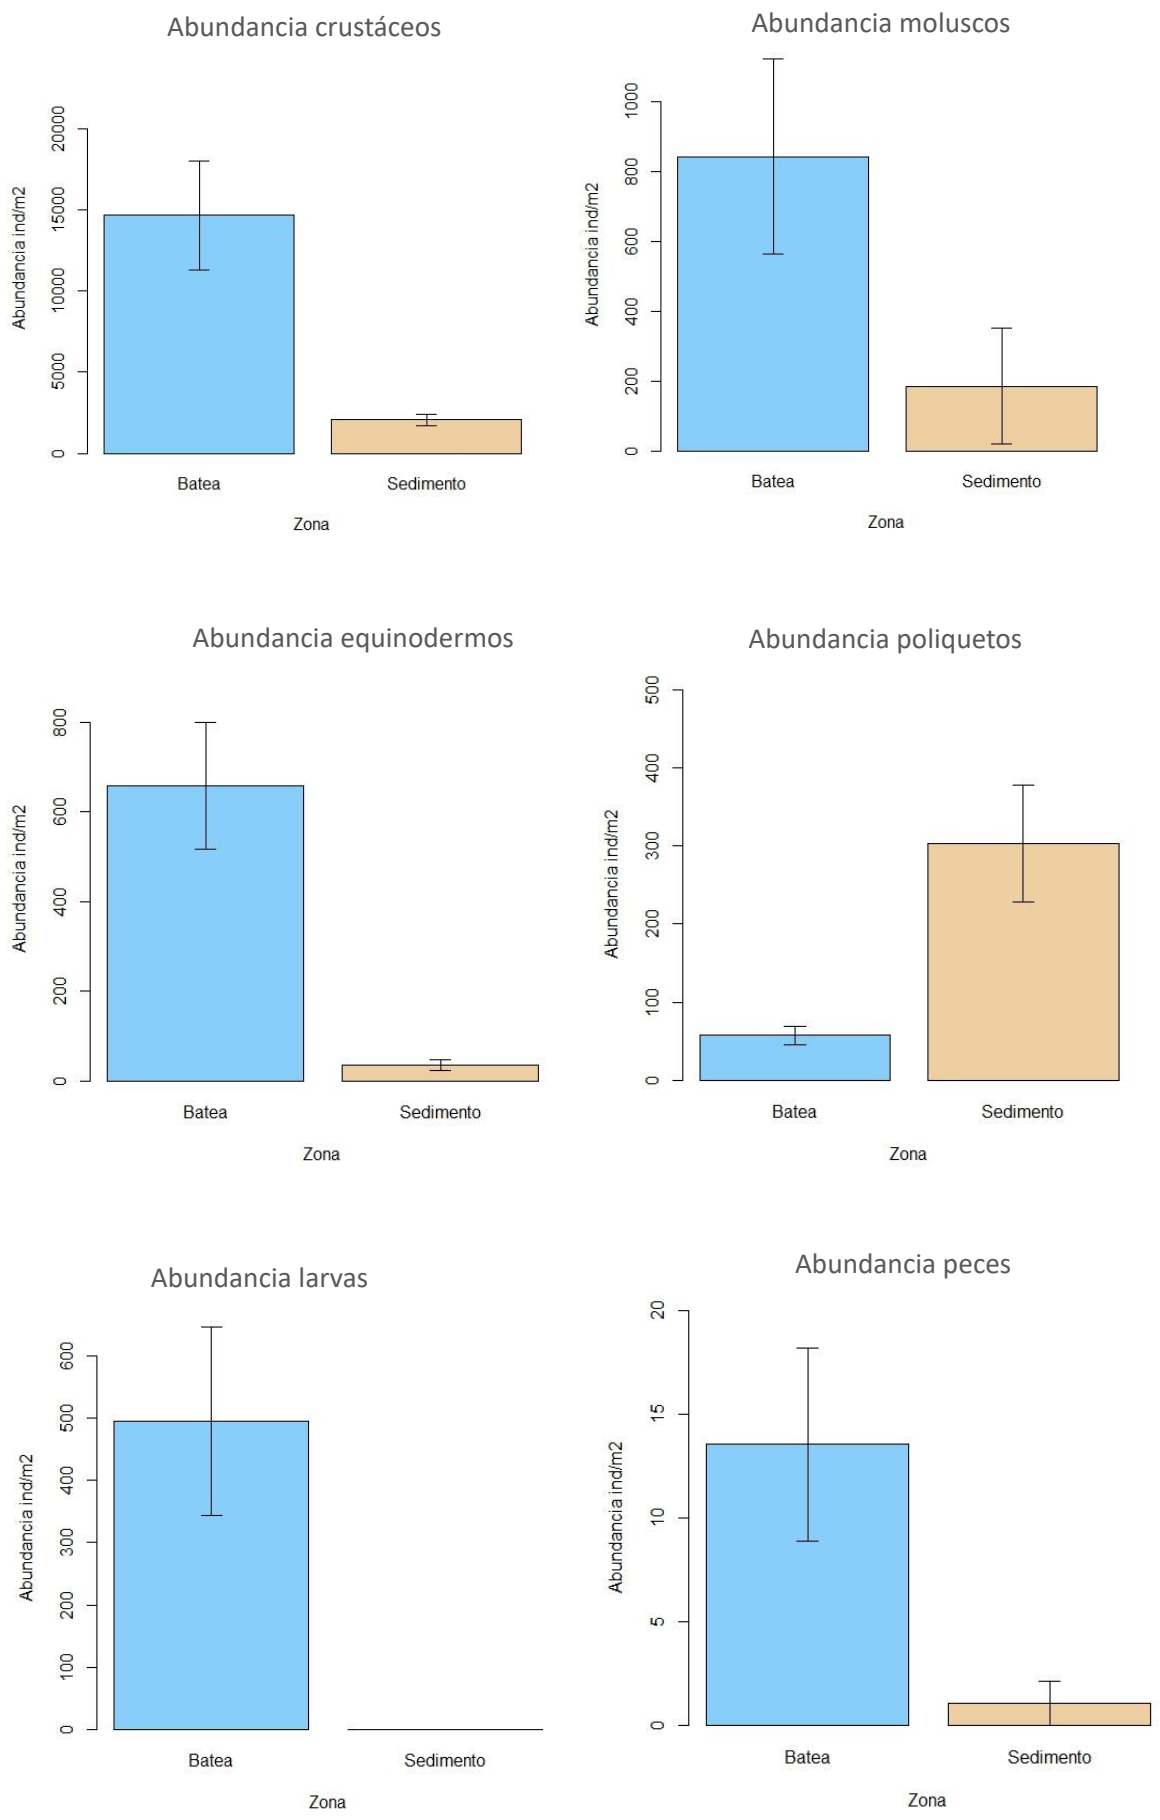 Abundancia crustáceos
Abundancia ind/m2
20000
15000
10000
5000
0
Batea
Sedimento
Zona
Abundancia moluscos
Abundancia ind/m2
1000
800
600
400
200
0
Batea
Sedimento
Zona
Abundancia equinodermos
Abundancia ind/m2
800
600
400
200
0
Batea
Sedimento
Zona
Abundancia poliquetos
Abundancia ind/m2
500
400
300
200
100
0
Batea
Sedimento
Zona
Abundancia larvas
Abundancia ind/m2
600
500
400
300
200
100
0
Batea
Sedimento
Zona
Abundancia peces
Abundancia ind/m2
20
15
10
5
0
Batea
Sedimento
Zona